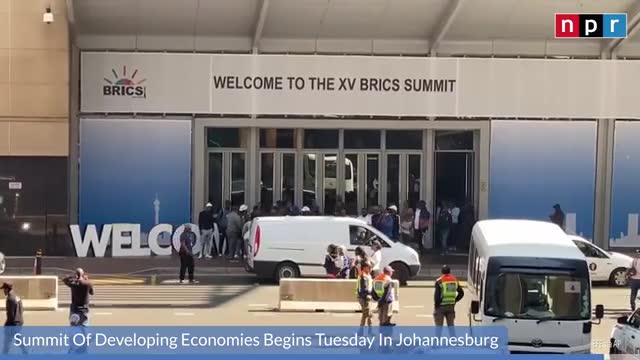 npr
WELCOME TO THE XV BRICS SUMMIT
BRICS
WELCO
Summit Of Developing Economies Begins Tuesday In Johannesburg